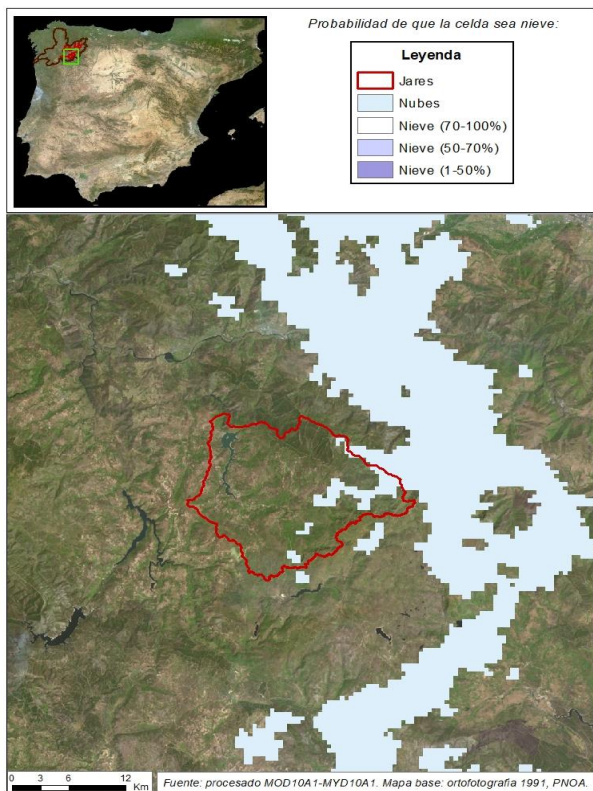 Probabilidad de que la celda sea nieve:
Leyenda
Jares
Nubes
Nieve (70-100%)
Nieve (50-70%)
Nieve (1-50%)
0 3 6 12
Km
Fuente: procesado MOD10A1-MYD10A1. Mapa base: ortofotografía 1991, PNOA.